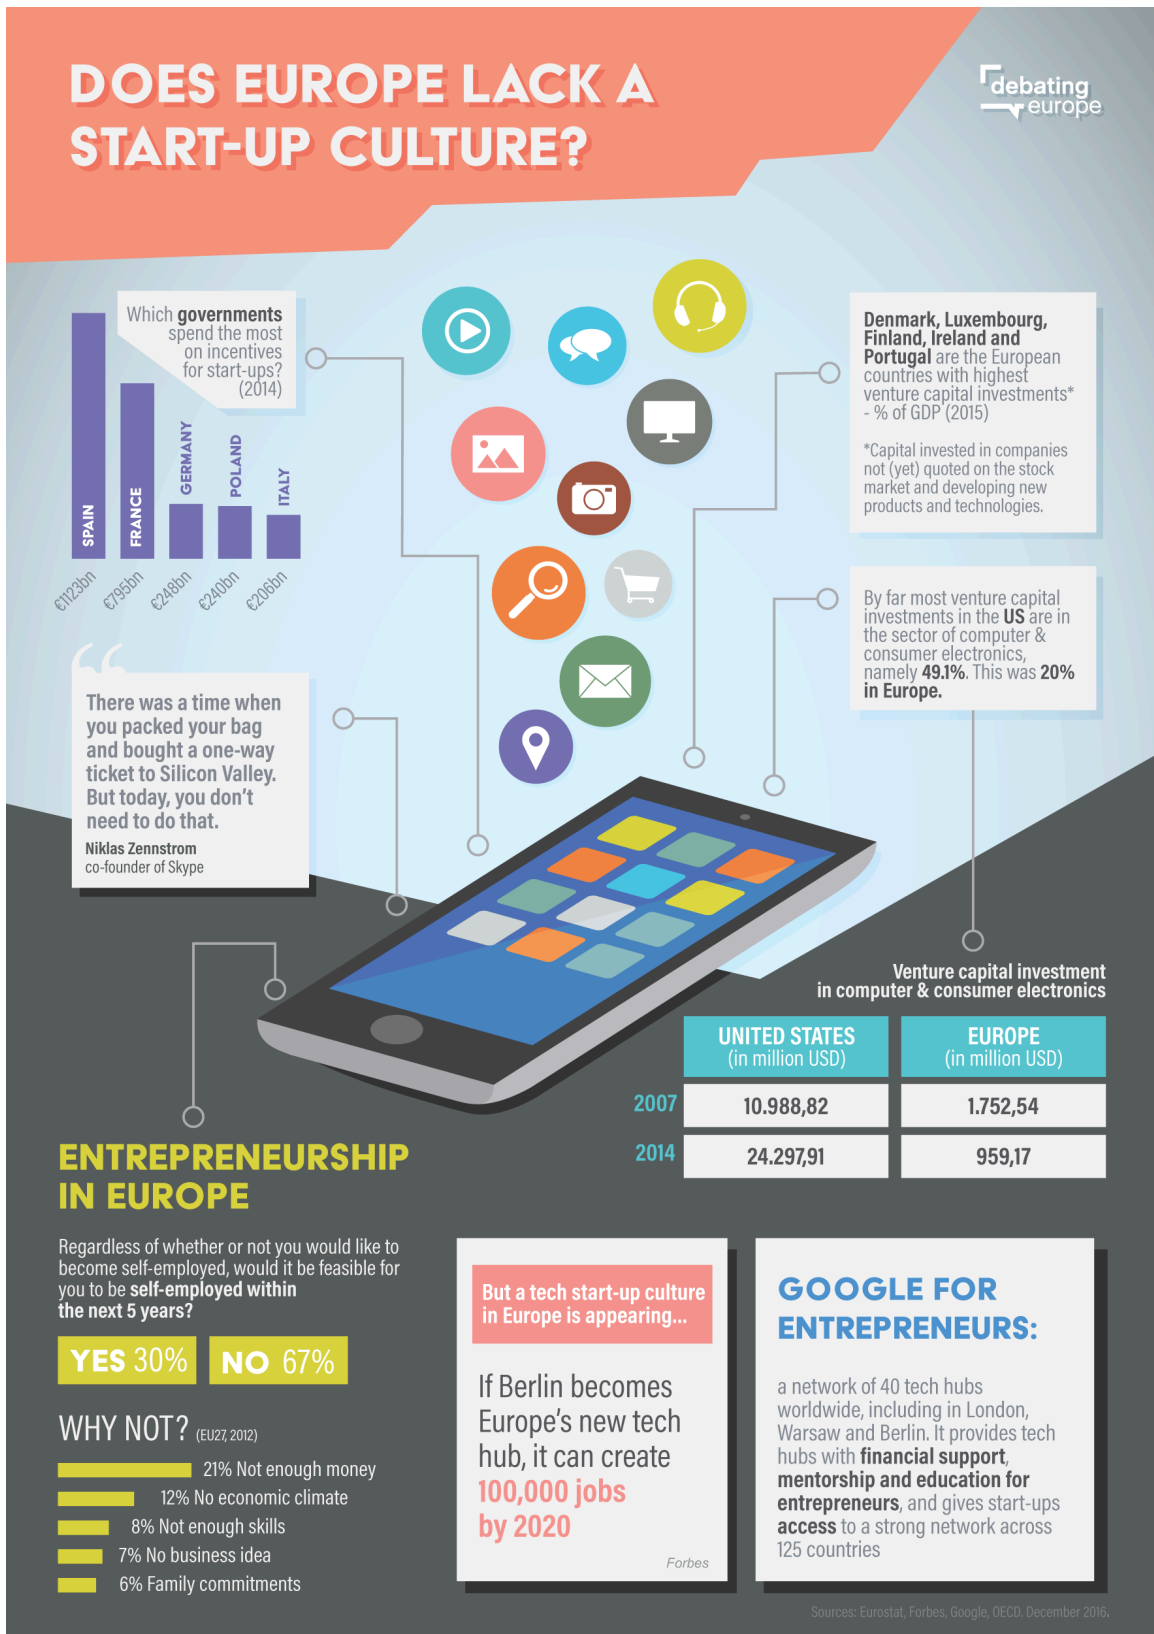 DOES EUROPE LACK A
START-UP CULTURE?
debating
europe
Which governments
spend the most
on incentives
for start-ups?
(2014)
SPAIN
FRANCE
GERMANY
POLAND
ITALY
€1123bn
€795bn
€248bn
€240bn
€206bn
Denmark, Luxembourg,
Finland, Ireland and
Portugal are the European
countries with highest
venture capital investments*
- % of GDP (2015)
*Capital invested in companies
not (yet) quoted on the stock
market and developing new
products and technologies.
By far most venture capital
investments in the US are in
the sector of computer &
consumer electronics,
namely 49.1%. This was 20%
in Europe.
“
There was a time when
you packed your bag
and bought a one-way
ticket to Silicon Valley.
But today, you don't
need to do that.
Niklas Zennstrom
co-founder of Skype
Venture capital investment
in computer & consumer electronics
UNITED STATES
(in million USD)
EUROPE
(in million USD)
2007 10.988,82 1.752,54
2014 24.297,91 959,17
ENTREPRENEURSHIP
IN EUROPE
Regardless of whether or not you would like to
become self-employed, would it be feasible for
you to be self-employed within
the next 5 years?
YES 30% NO 67%
WHY NOT? (EU27, 2012)
21% Not enough money
12% No economic climate
8% Not enough skills
7% No business idea
6% Family commitments
But a tech start-up culture
in Europe is appearing...
If Berlin becomes
Europe's new tech
hub, it can create
100,000 jobs
by 2020
Forbes
GOOGLE FOR
ENTREPRENEURS:
a network of 40 tech hubs
worldwide, including in London,
Warsaw and Berlin. It provides tech
hubs with financial support,
mentorship and education for
entrepreneurs, and gives start-ups
access to a strong network across
125 countries
Sources: Eurostat, Forbes, Google, OECD. December 2016.